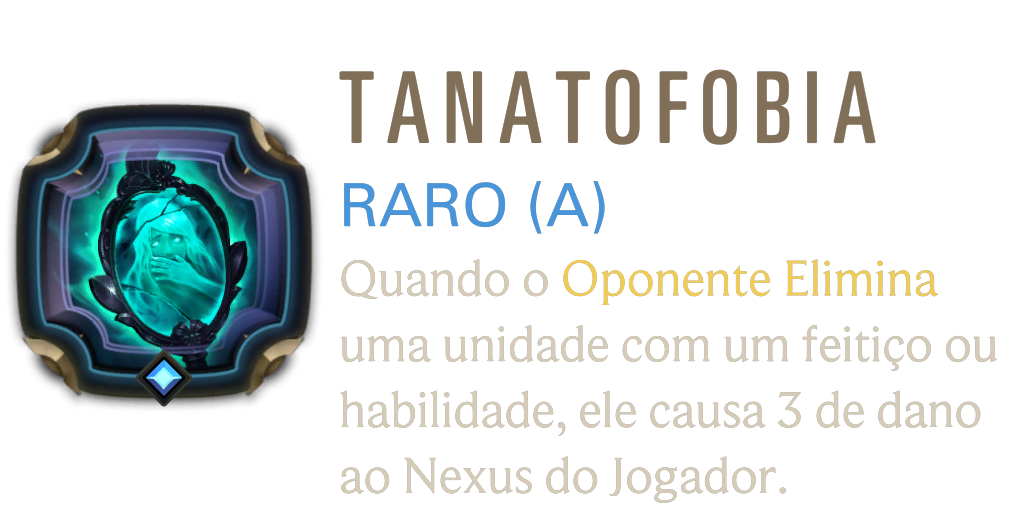 TANATOFOBIA
RARO (A)
Quando o Oponente Elimina
uma unidade com um feitiço ou
habilidade, ele causa 3 de dano
ao Nexus do Jogador.